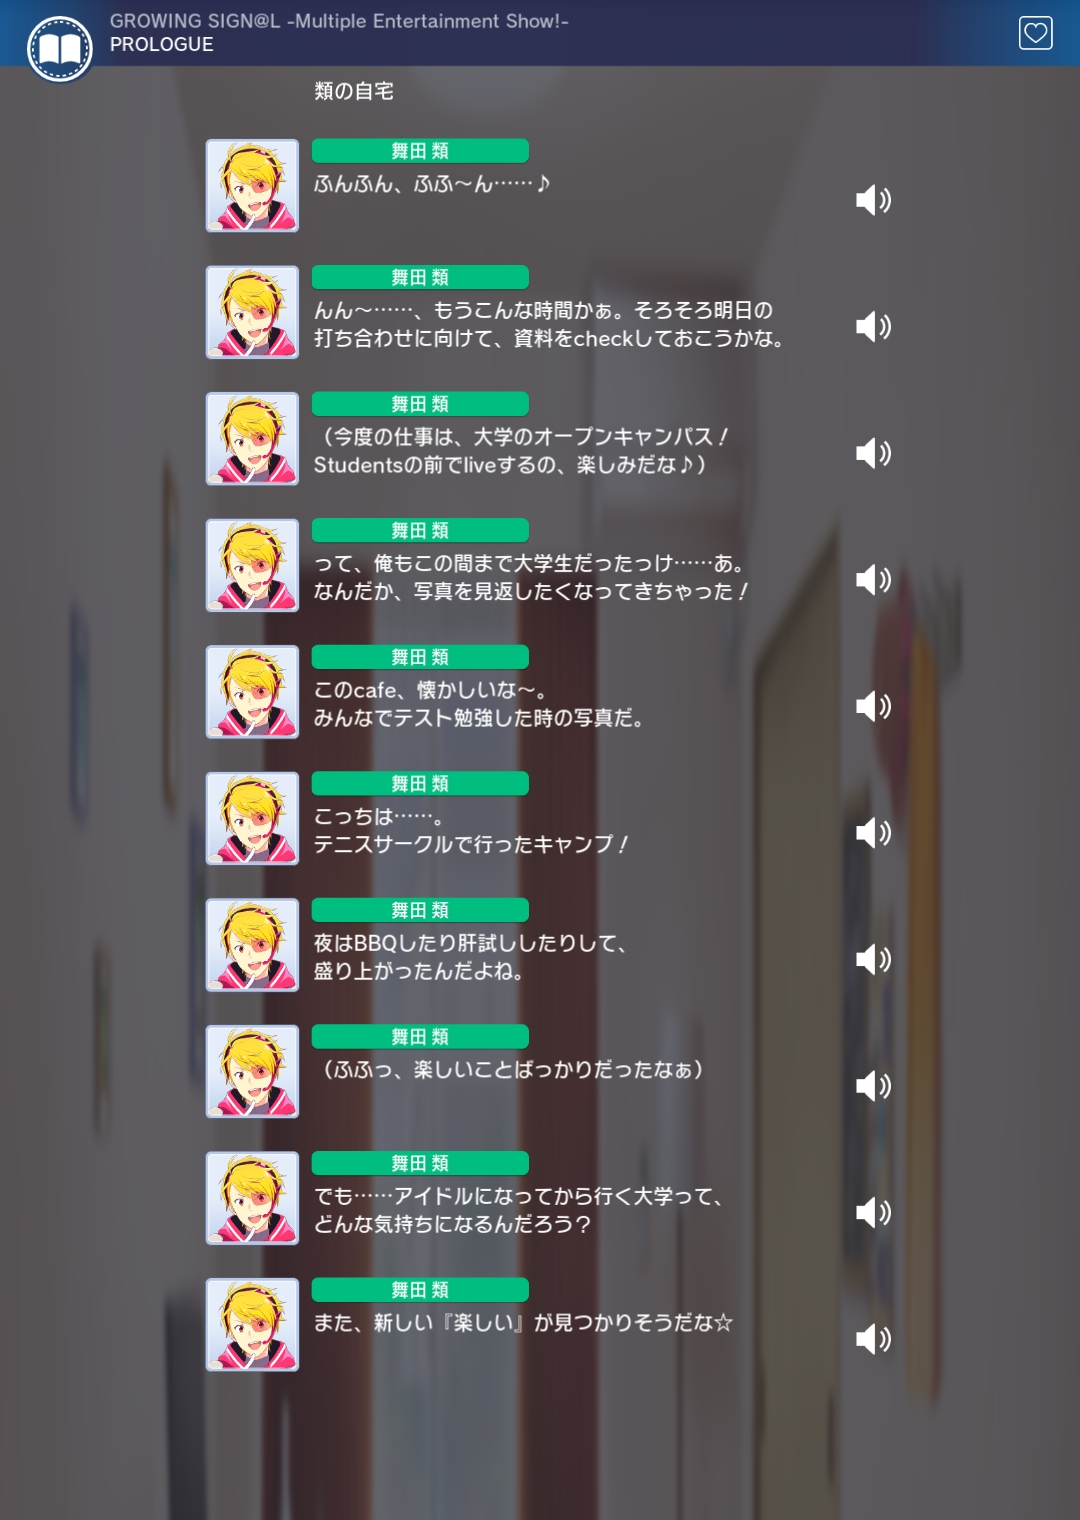 GROWING SIGN@L -Multiple Entertainment Show!-
PROLOGUE
類の自宅
舞田 類
ふんふん、ふふ～ん……♪
舞田 類
んん～……、もうこんな時間かぁ。そろそろ明日の
打ち合わせに向けて、資料をcheckしておこうかな。
舞田 類
（今度の仕事は、大学のオープンキャンパス！
Studentsの前でliveするの、楽しみだな♪）
舞田 類
って、俺もこの間まで大学生だったっけ……あ。
なんだか、写真を見返したくなってきちゃった！
舞田 類
このcafe、懐かしいな～。
みんなでテスト勉強した時の写真だ。
舞田 類
こっちは……。
テニスサークルで行ったキャンプ！
舞田 類
夜はBBQしたり肝試ししたりして、
盛り上がったんだよね。
舞田 類
（ふふっ、楽しいことばっかりだったなぁ）
舞田 類
でも……アイドルになってから行く大学って、
どんな気持ちになるんだろう？
舞田 類
また、新しい『楽しい』が見つかりそうだな☆